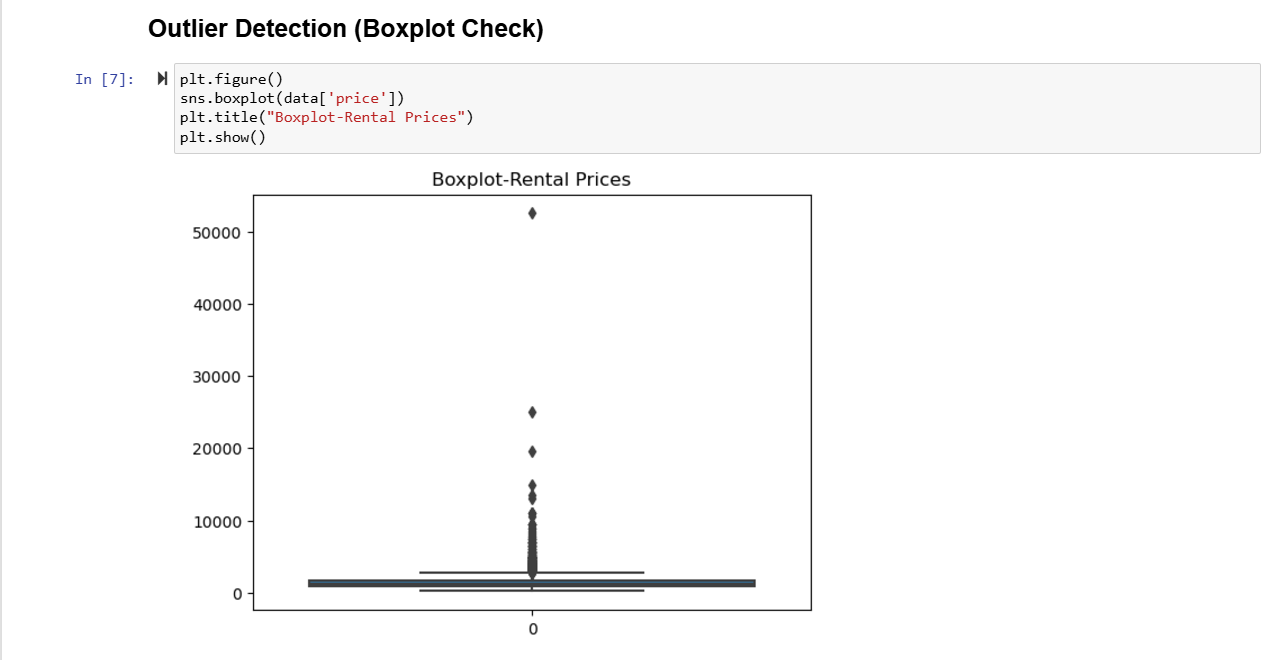 Outlier Detection (Boxplot Check)
In [7]:
plt.figure()
sns.boxplot(data['price'])
plt.title("Boxplot-Rental Prices")
plt.show()
Boxplot-Rental Prices
50000
40000
30000
20000
10000
0
0